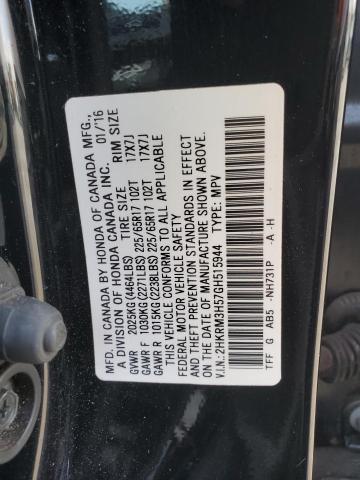 MFD. IN CANADA BY HONDA OF CANADA MFG.,
A DIVISION OF HONDA CANADA INC. 01/'16
TIRE SIZE RIM SIZE
GVWR 2025KG(4464LBS)
GAWR F 1030KG(2271LBS) 225/65R17 102T 17X7J
GAWR R 1015KG(2238LBS) 225/65R17 102T 17X7J
THIS VEHICLE CONFORMS TO ALL APPLICABLE
FEDERAL MOTOR VEHICLE SAFETY
AND THEFT PREVENTION STANDARDS IN EFFECT
ON THE DATE OF MANUFACTURE SHOWN ABOVE.
V.I.N.: 2HKRM3H57GH515944 TYPE: MPV
TFF G AB5 -NH731P -A -H